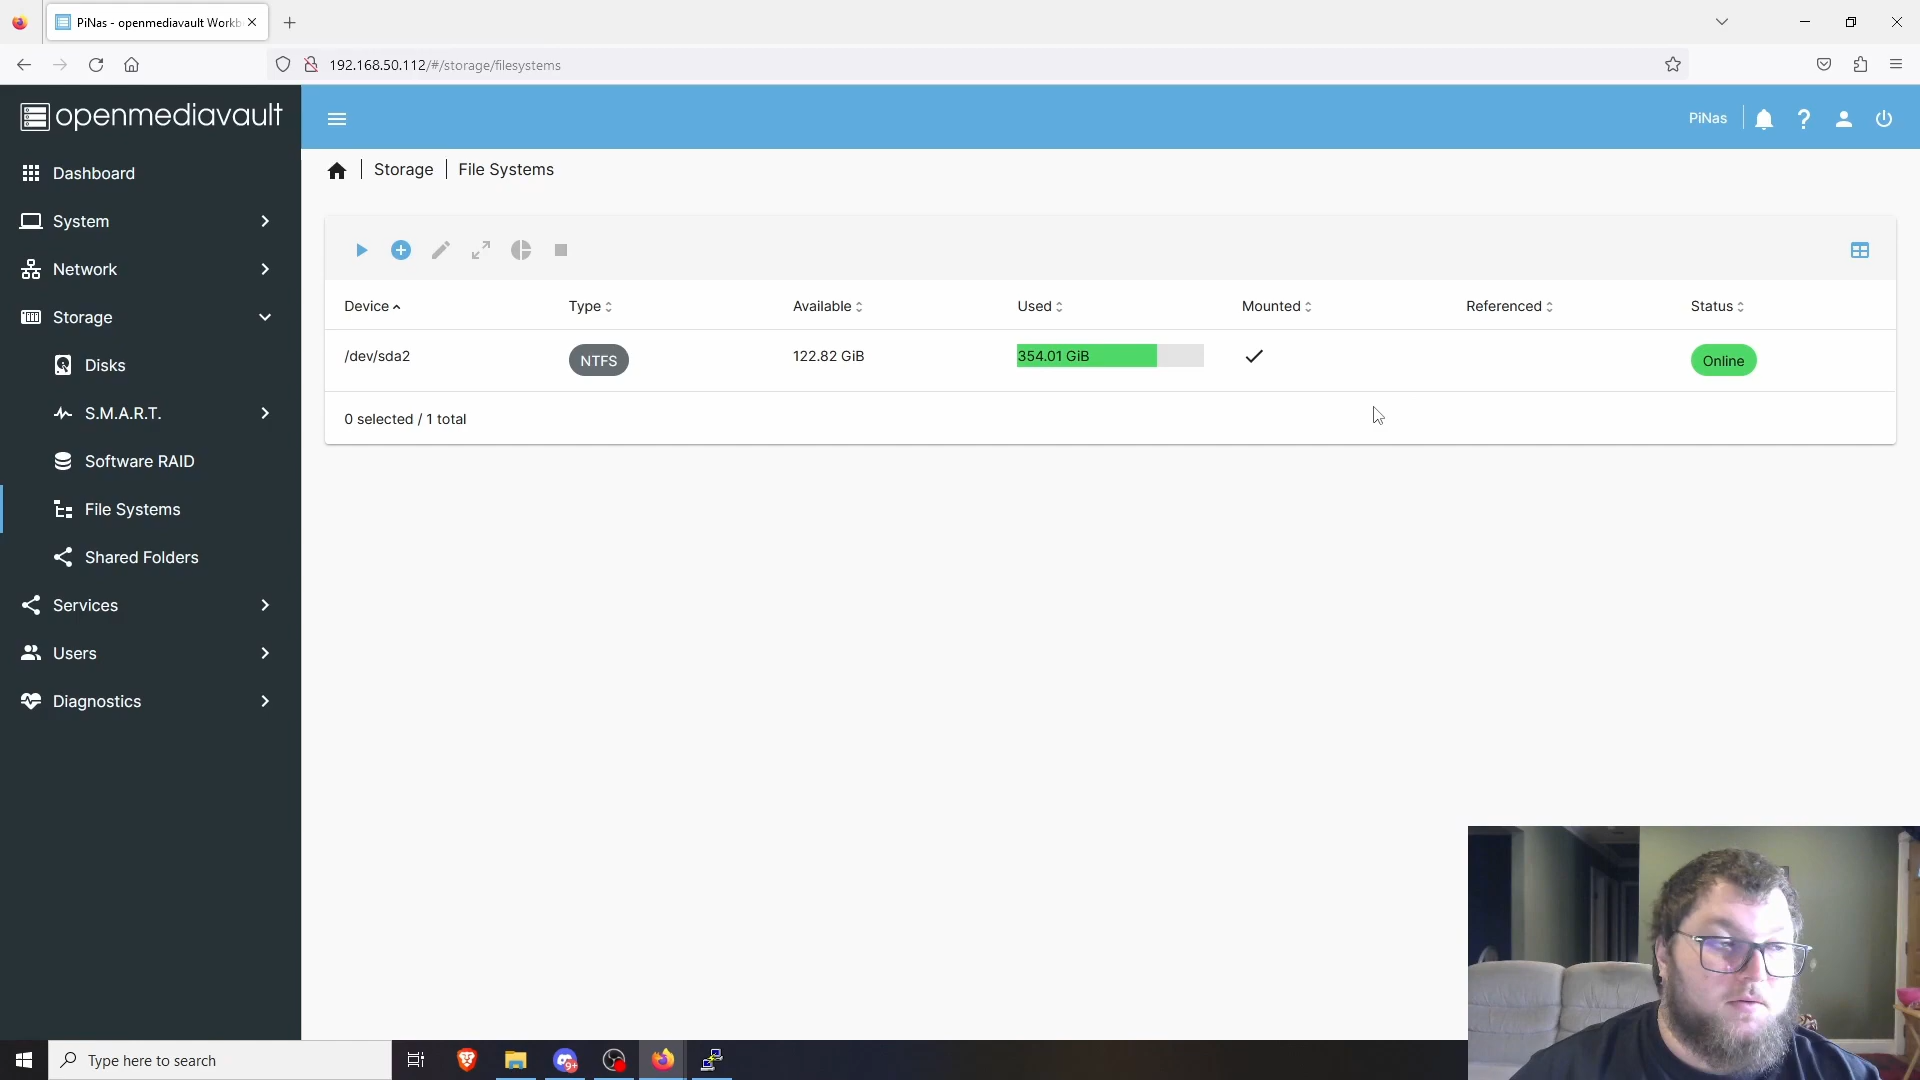 PiNas - openmediavault Workb
192.168.50.112/#/storage/filesystems
openmediavault
PiNas
Dashboard
System
Network
Storage
Disks
S.M.A.R.T.
Software RAID
File Systems
Shared Folders
Services
Users
Diagnostics
Storage | File Systems
Device Type Available Used Mounted Referenced Status
/dev/sda2 NTFS 122.82 GiB 354.01 GiB Online
0 selected / 1 total
Type here to search
9+